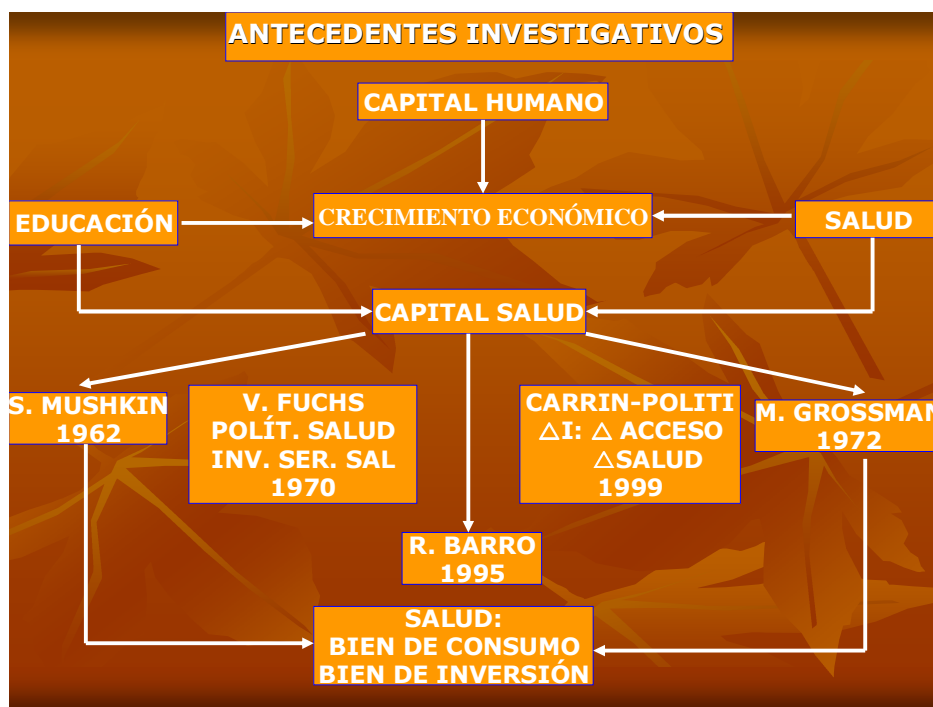 ANTECEDENTES INVESTIGATIVOS
CAPITAL HUMANO
EDUCACIÓN
CRECIMIENTO ECONÓMICO
SALUD
CAPITAL SALUD
S. MUSHKIN
1962
V. FUCHS
POLÍT. SALUD
INV. SER. SAL
1970
CARRIN-POLITI
△I: △ ACCESO
△SALUD
1999
M. GROSSMAN
1972
R. BARRO
1995
SALUD:
BIEN DE CONSUMO
BIEN DE INVERSIÓN